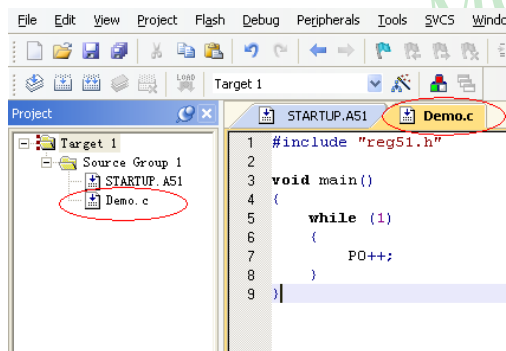 File Edit View Project Flash Debug Peripherals Tools SVCS
LOAD Target 1
Project
STARTUP.A51 Demo.c
Target 1
Source Group 1
STARTUP.A51
Demo.c
1 #include "reg51.h"
2
3 void main()
4 {
5 while (1)
6 {
7 P0++;
8 }
9 }